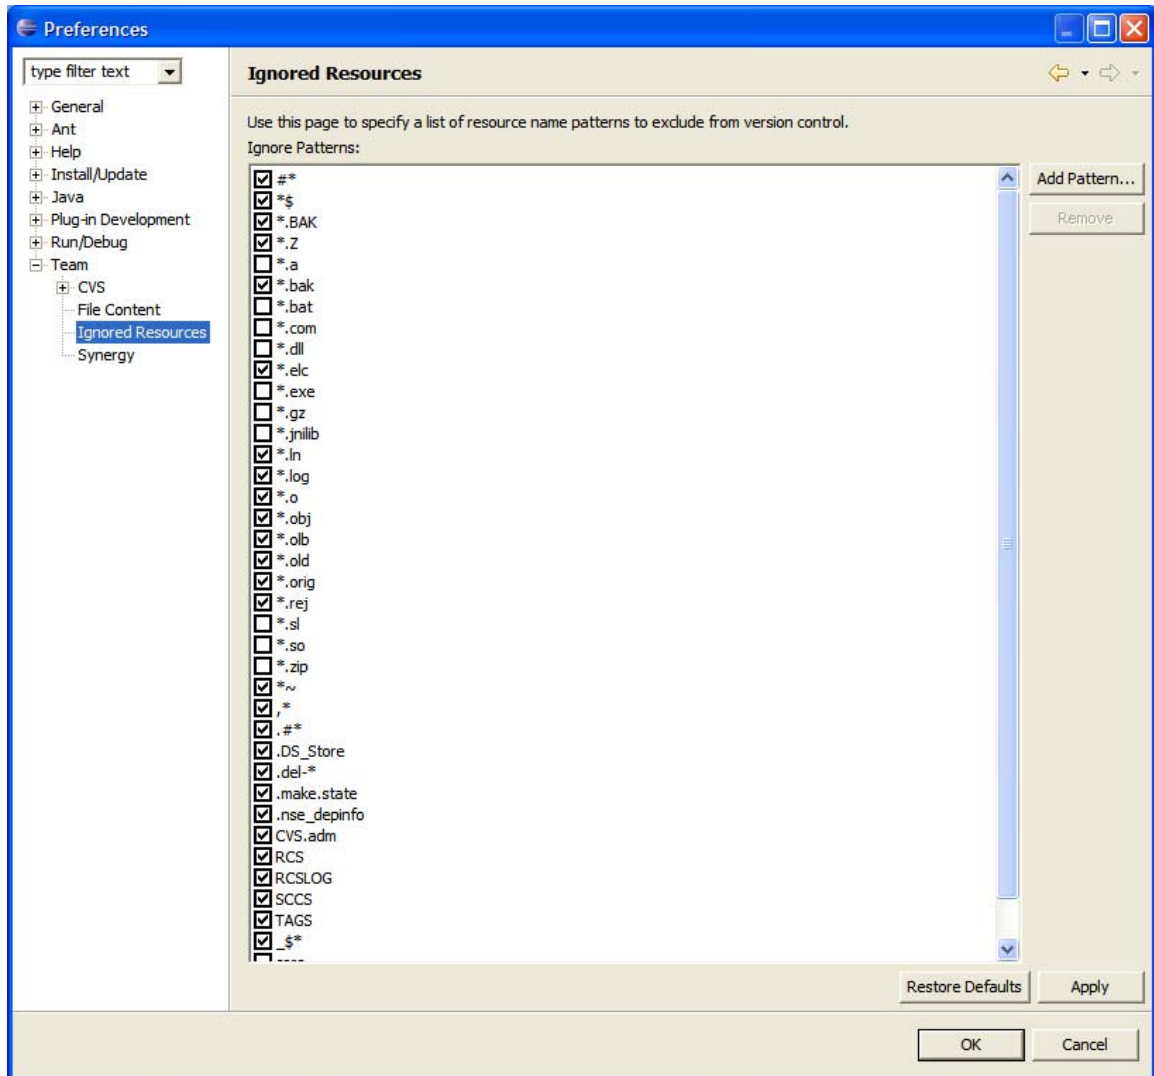 Preferences
type filter text
General
Ant
Help
Install/Update
Java
Plug-in Development
Run/Debug
Team
CVS
File Content
Ignored Resources
Synergy
Ignored Resources
Use this page to specify a list of resource name patterns to exclude from version control.
Ignore Patterns:
#*
*$
*.BAK
*.Z
*.a
*.bak
*.bat
*.com
*.dll
*.elc
*.exe
*.gz
*.jnilib
*.ln
*.log
*.o
*.obj
*.olb
*.old
*.orig
*.rej
*.sl
*.so
*.zip
*~
,*
.#*
.DS_Store
.del-*
.make.state
.nse_depinfo
CVS.adm
RCS
RCSLOG
SCCS
TAGS
_$*
Add Pattern...
Remove
Restore Defaults
Apply
OK
Cancel